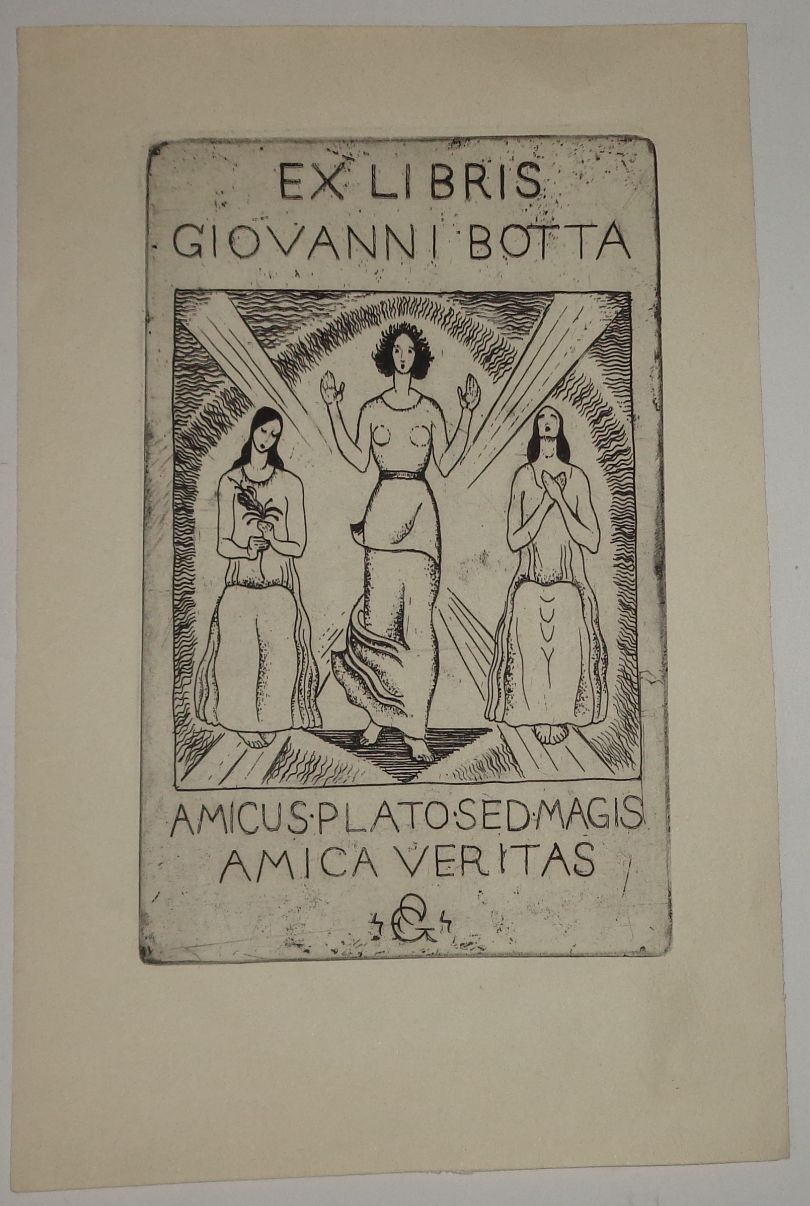 EX LIBRIS
GIOVANNI BOTTA
AMICUS·PLATO·SED·MAGIS
AMICA VERITAS